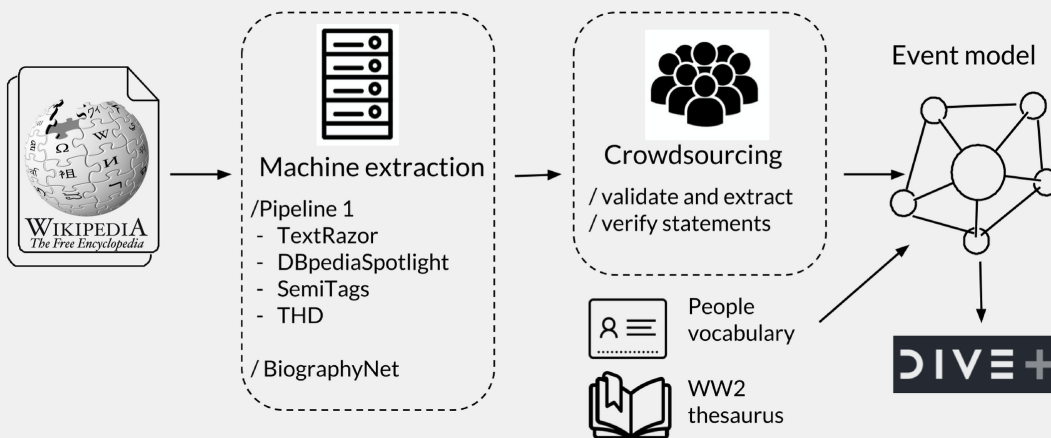 WIKIPEDIA
The Free Encyclopedia
Machine extraction
/Pipeline 1
- TextRazor
- DBpediaSpotlight
- SemiTags
- THD
/ BiographyNet
Crowdsourcing
/ validate and extract
/ verify statements
People
vocabulary
WW2
thesaurus
Event model
DIVE+